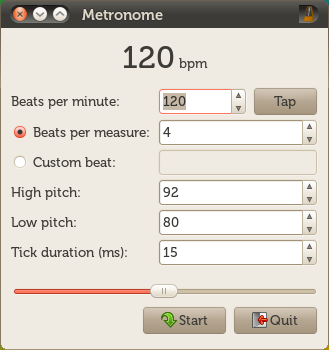 Metronome
120 bpm
Beats per minute: 120 Tap
Beats per measure: 4
Custom beat:
High pitch: 92
Low pitch: 80
Tick duration (ms): 15
Start Quit